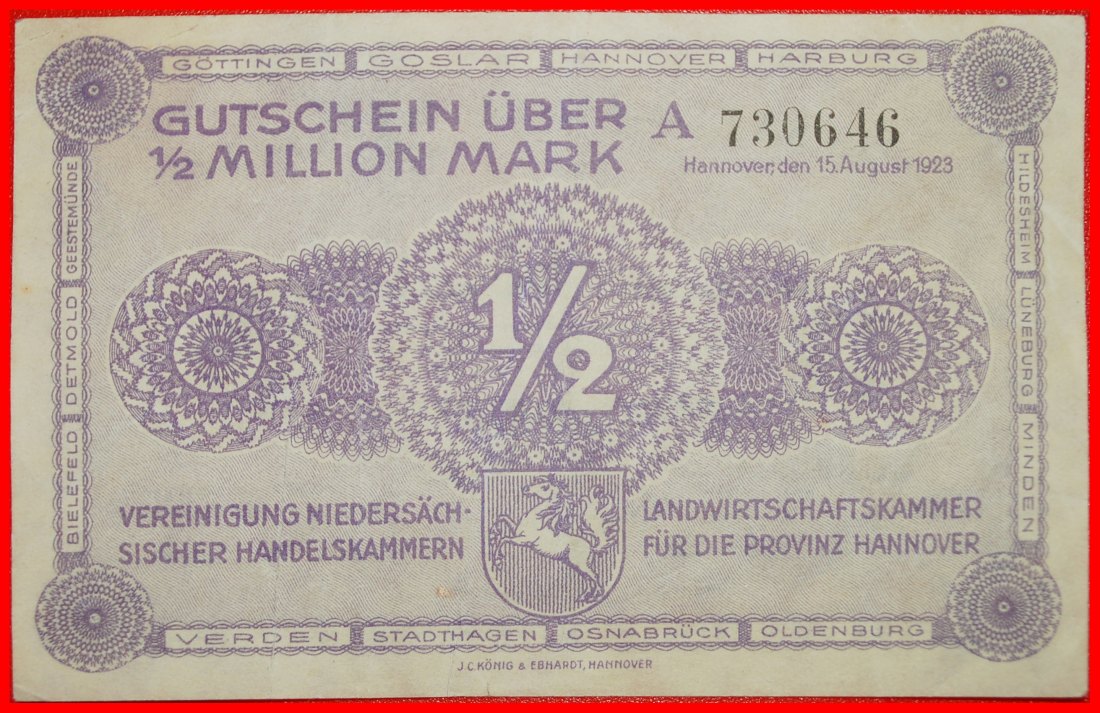 GÖTTINGEN GOSLAR HANNOVER HARBURG
GUTSCHEIN ÜBER
½ MILLION MARK
A 730646
Hannover, den 15. August 1923
BIELEFELD DETMOLD GEESTEMÜNDE
HILDESHEIM LÜNEBURG MINDEN
1/2
VEREINIGUNG NIEDERSÄCH-
SISCHER HANDELSKAMMERN
LANDWIRTSCHAFTSKAMMER
FÜR DIE PROVINZ HANNOVER
VERDEN STADTHAGEN OSNABRÜCK OLDENBURG
J.C.KÖNIG & EBHARDT, HANNOVER